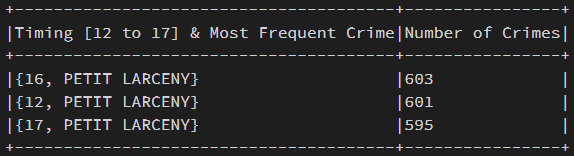 +--------------------------------------+----------------+
|Timing [12 to 17] & Most Frequent Crime|Number of Crimes|
+--------------------------------------+----------------+
|{16, PETIT LARCENY}                    |603             |
|{12, PETIT LARCENY}                    |601             |
|{17, PETIT LARCENY}                    |595             |
+--------------------------------------+----------------+